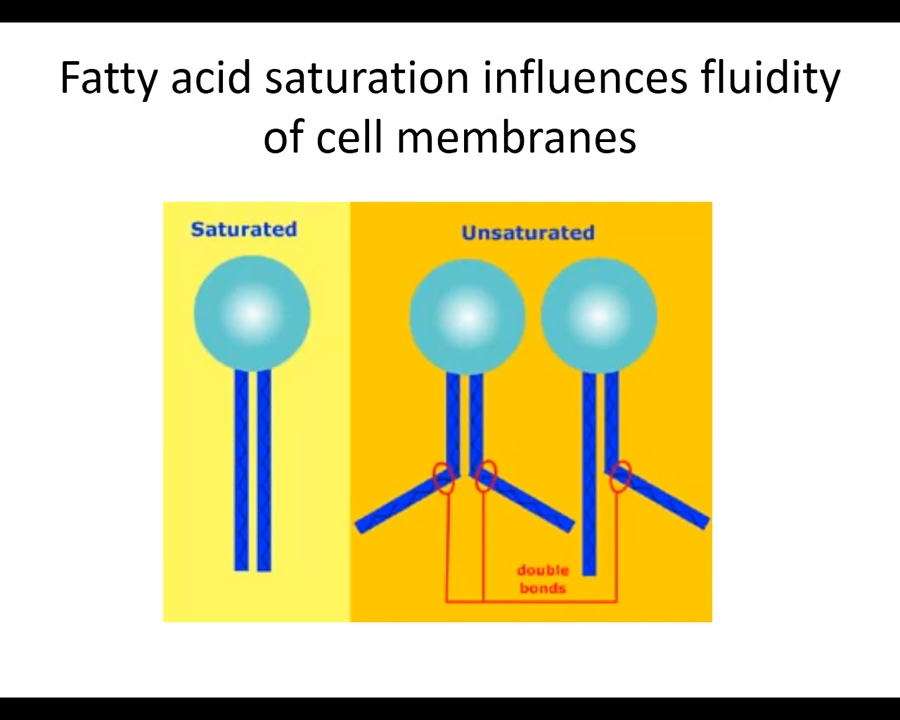 Fatty acid saturation influences fluidity
of cell membranes
Saturated
Unsaturated
double
bonds